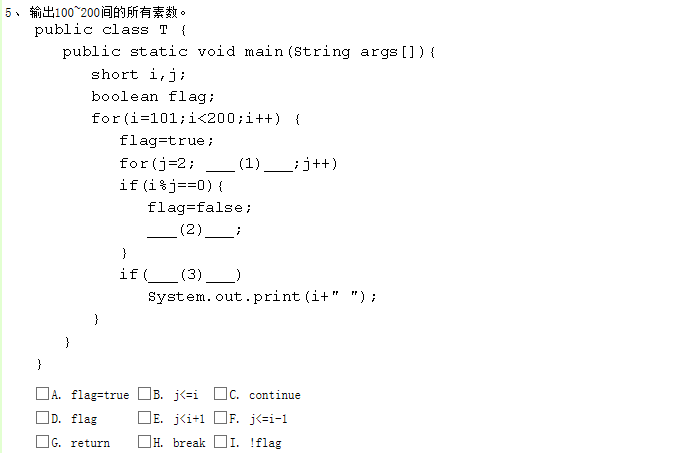 5、输出100~200间的所有素数。
public class T {
public static void main(String args[]){
short i,j;
boolean flag;
for(i=101;i<200;i++) {
flag=true;
for(j=2; ___(1)___;j++)
if(i%j==0){
flag=false;
___(2)___;
}
if(___(3)___)
System.out.print(i+" ");
}
}
}
A. flag=true B. j<=i C. continue
D. flag E. j<i+1 F. j<=i-1
G. return H. break I. !flag